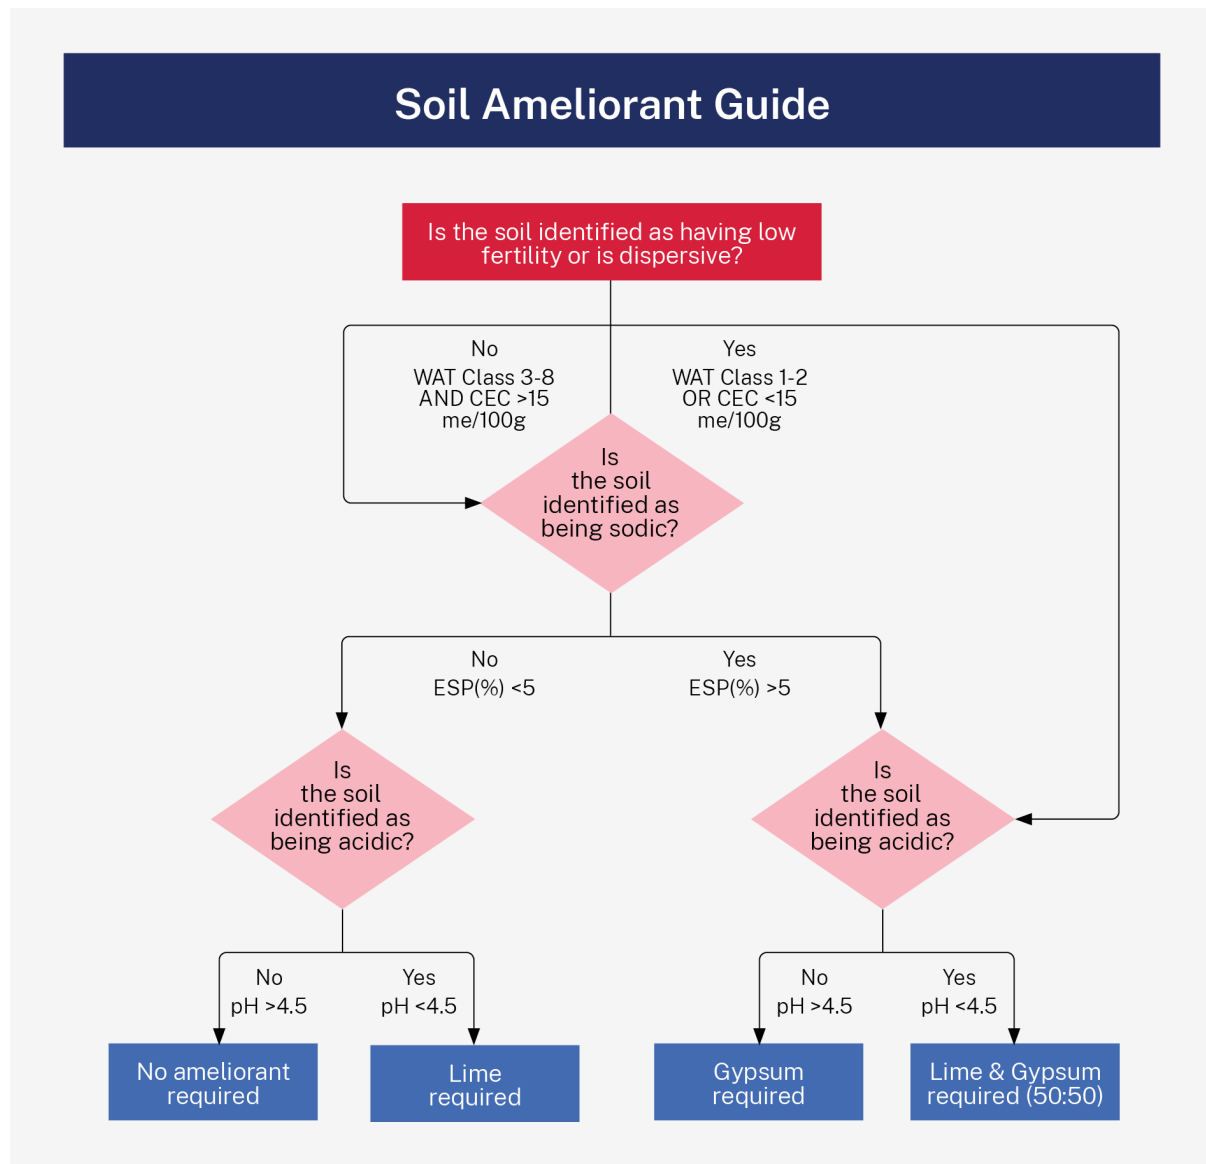 Soil Ameliorant Guide
Is the soil identified as having low
fertility or is dispersive?
No
WAT Class 3-8
AND CEC >15
me/100g
Yes
WAT Class 1-2
OR CEC <15
me/100g
Is
the soil
identified as
being sodic?
No
ESP(%) <5
Yes
ESP(%) >5
Is
the soil
identified as
being acidic?
Is
the soil
identified as
being acidic?
No
pH >4.5
Yes
pH <4.5
No
pH >4.5
Yes
pH <4.5
No ameliorant
required
Lime
required
Gypsum
required
Lime & Gypsum
required (50:50)